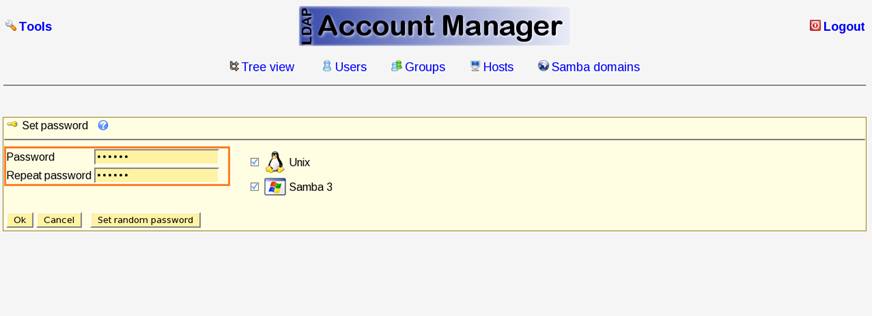 Tools
LDAP Account Manager
Logout
Tree view Users Groups Hosts Samba domains
Set password
Password
Unix
Repeat password
Samba 3
Ok Cancel Set random password